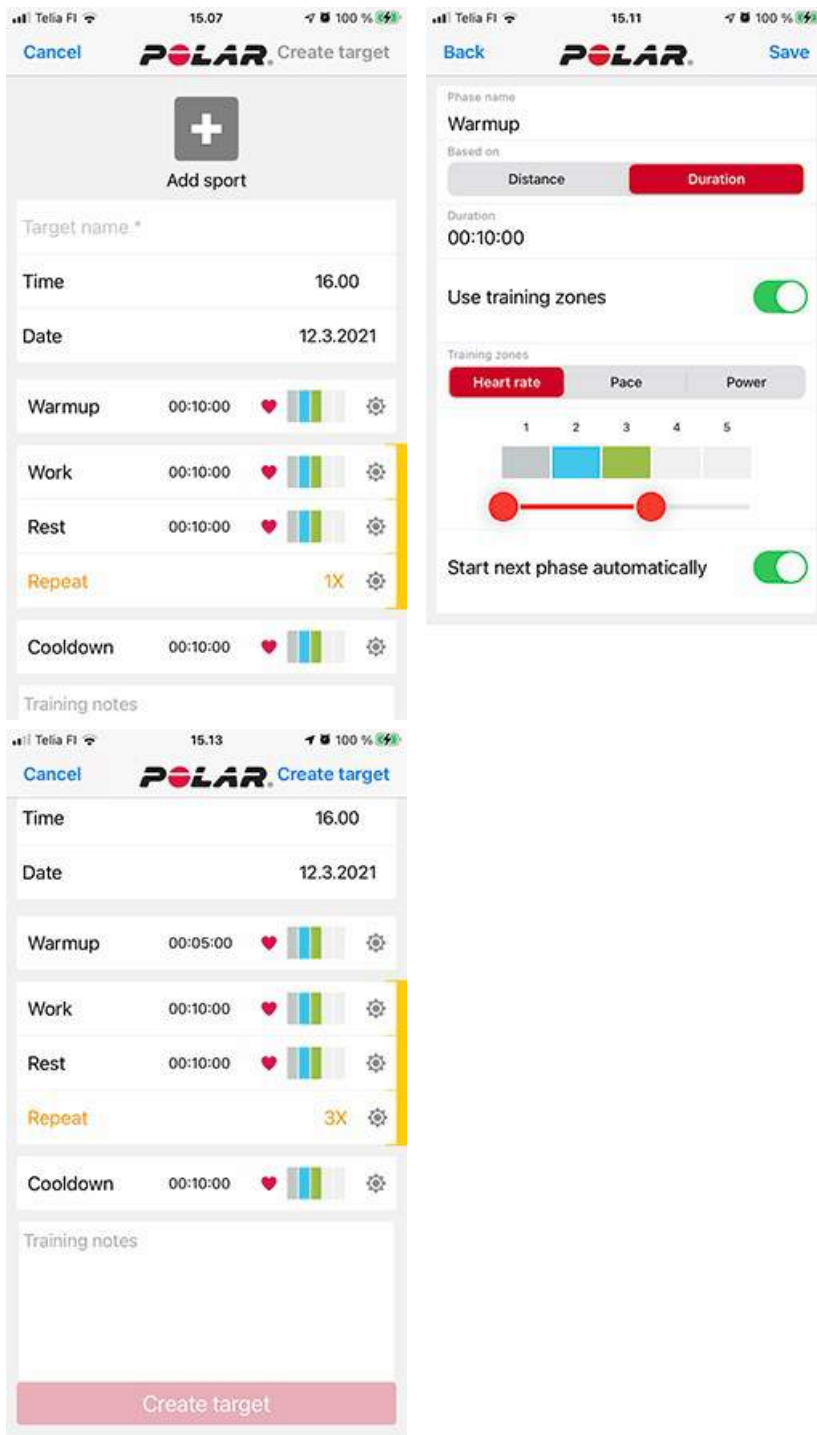 Telia FI 15.07 100 %
Cancel POLAR. Create target
Add sport
Target name *
Time 16.00
Date 12.3.2021
Warmup 00:10:00
Work 00:10:00
Rest 00:10:00
Repeat 1X
Cooldown 00:10:00
Training notes
Telia FI 15.11 100 %
Back POLAR. Save
Phase name
Warmup
Based on
Distance Duration
Duration
00:10:00
Use training zones
Training zones
Heart rate Pace Power
1 2 3 4 5
Start next phase automatically
Telia FI 15.13 100 %
Cancel POLAR. Create target
Time 16.00
Date 12.3.2021
Warmup 00:05:00
Work 00:10:00
Rest 00:10:00
Repeat 3X
Cooldown 00:10:00
Training notes
Create target